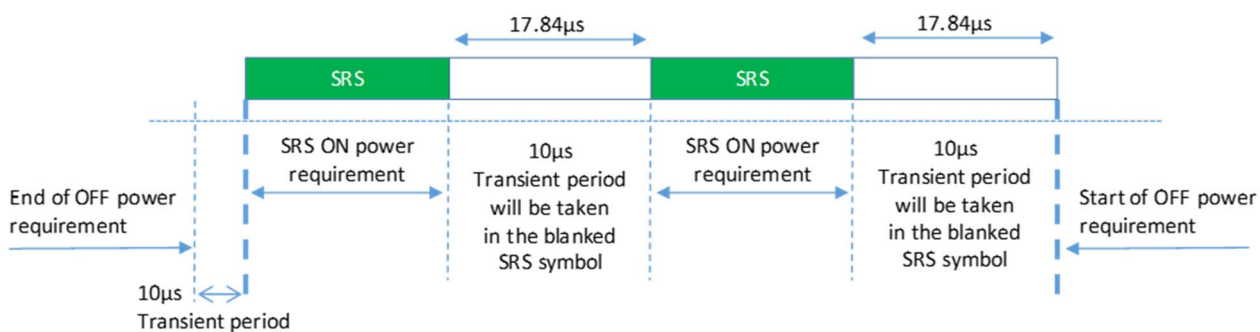 17.84µs
17.84µs
SRS
SRS
SRS ON power
requirement
10µs
Transient period
will be taken
in the blanked
SRS symbol
SRS ON power
requirement
10µs
Transient period
will be taken
in the blanked
SRS symbol
End of OFF power
requirement
Start of OFF power
requirement
10µs
Transient period